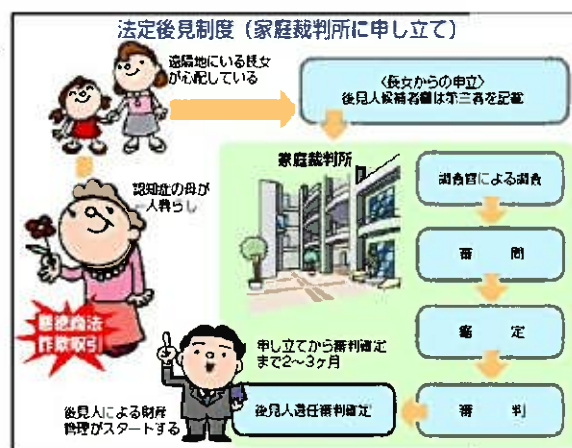 法定後見制度（家庭裁判所に申し立て）
遠隔地にいる長女
が心配している
〈長女からの申立〉
後見人候補者欄は第三者を記載
家庭裁判所
調査官による調査
認知症の母が
一人暮らし
審　問
悪徳商法
詐欺取引
鑑　定
申し立てから審判確定
まで2〜3ヶ月
審　判
後見人選任審判確定
後見人による財産
管理がスタートする